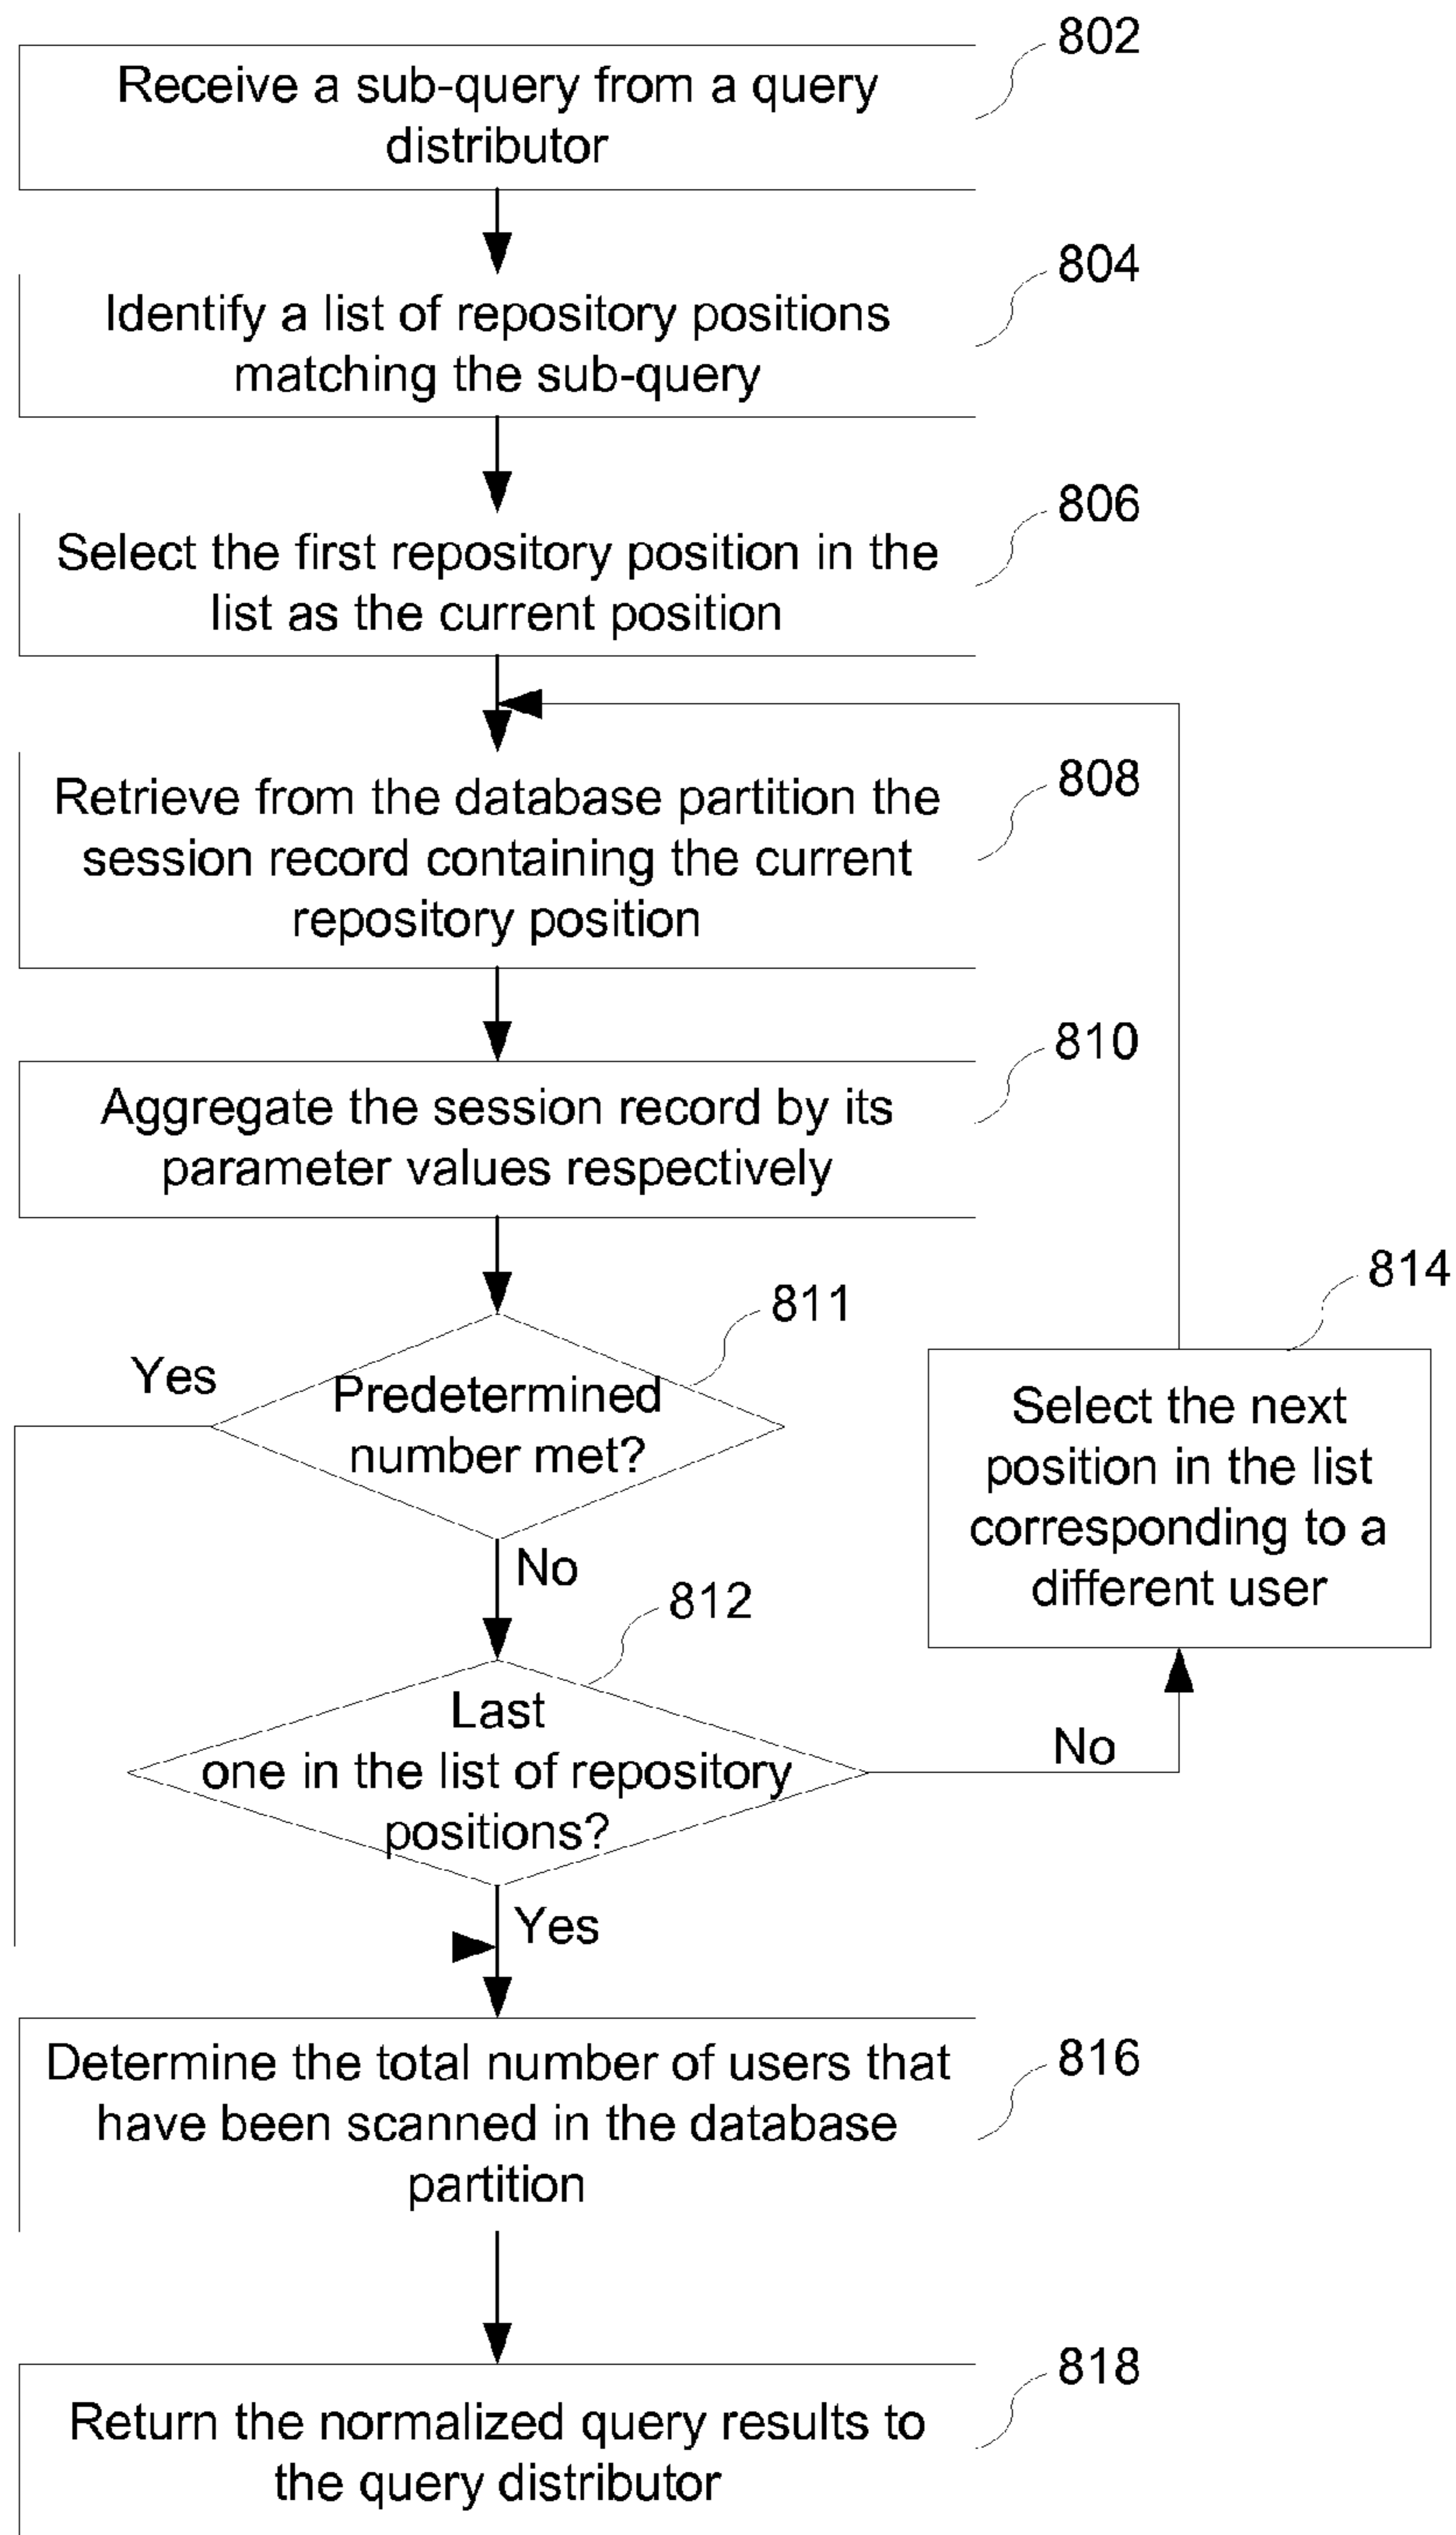 802
Receive a sub-query from a query
distributor
804
Identify a list of repository positions
matching the sub-query
806
Select the first repository position in the
list as the current position
808
Retrieve from the database partition the
session record containing the current
repository position
810
Aggregate the session record by its
parameter values respectively
811
Yes
Predetermined
number met?
No
814
Select the next
position in the list
corresponding to a
different user
812
Last
one in the list of repository
positions?
No
Yes
816
Determine the total number of users that
have been scanned in the database
partition
818
Return the normalized query results to
the query distributor